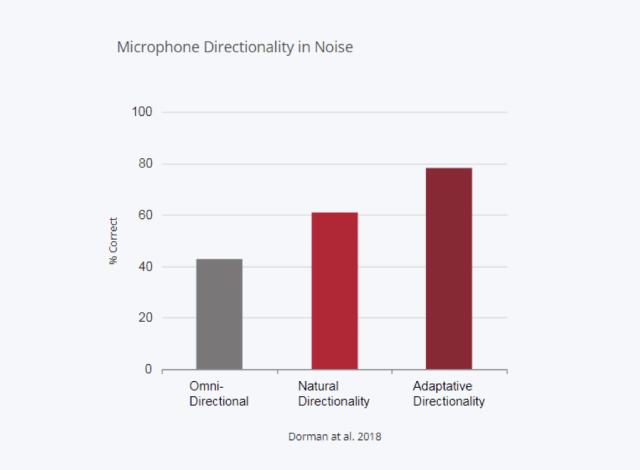 Microphone Directionality in Noise
100
80
60
40
20
0
% Correct
Omni-
Directional
Natural
Directionality
Adaptative
Directionality
Dorman at al. 2018